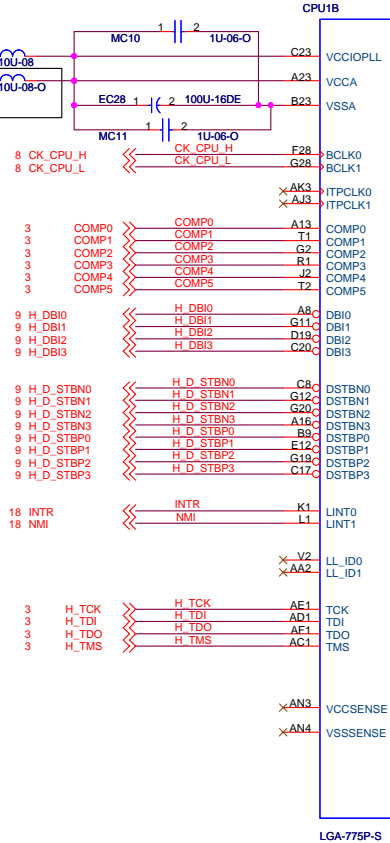 CPU1B
MC10 1 2 1U-06-O
10U-08 C23 VCCIOPLL
10U-08-O A23 VCCA
EC28 1 2 100U-16DE B23 VSSA
MC11 1 2 1U-06-O
8 CK_CPU_H CK_CPU_H F28 BCLK0
8 CK_CPU_L CK_CPU_L G28 BCLK1
AK3 ITPCLK0
AJ3 ITPCLK1
3 COMP0 COMP0 A13 COMP0
3 COMP1 COMP1 T1 COMP1
3 COMP2 COMP2 G2 COMP2
3 COMP3 COMP3 R1 COMP3
3 COMP4 COMP4 J2 COMP4
3 COMP5 COMP5 T2 COMP5
9 H_DBI0 H_DBI0 A8 DBI0
9 H_DBI1 H_DBI1 G11 DBI1
9 H_DBI2 H_DBI2 D19 DBI2
9 H_DBI3 H_DBI3 C20 DBI3
9 H_D_STBN0 H_D_STBN0 C8 DSTBN0
9 H_D_STBN1 H_D_STBN1 G12 DSTBN1
9 H_D_STBN2 H_D_STBN2 G20 DSTBN2
9 H_D_STBN3 H_D_STBN3 A16 DSTBN3
9 H_D_STBP0 H_D_STBP0 B9 DSTBP0
9 H_D_STBP1 H_D_STBP1 E12 DSTBP1
9 H_D_STBP2 H_D_STBP2 G19 DSTBP2
9 H_D_STBP3 H_D_STBP3 C17 DSTBP3
18 INTR INTR K1 LINT0
18 NMI NMI L1 LINT1
V2 LL_ID0
AA2 LL_ID1
3 H_TCK H_TCK AE1 TCK
3 H_TDI H_TDI AD1 TDI
3 H_TDO H_TDO AF1 TDO
3 H_TMS H_TMS AC1 TMS
AN3 VCCSENSE
AN4 VSSSENSE
LGA-775P-S